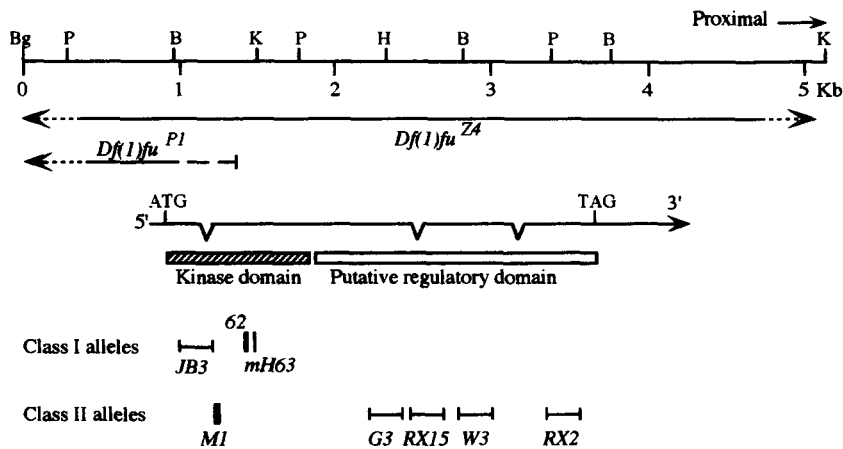 Proximal
Bg P B K P H B P B K
0 1 2 3 4 5 Kb
Df(1)fu^Z4
Df(1)fu^P1
ATG TAG
5' 3'
Kinase domain Putative regulatory domain
62
Class I alleles
JB3 mH63
Class II alleles
M1 G3 RX15 W3 RX2